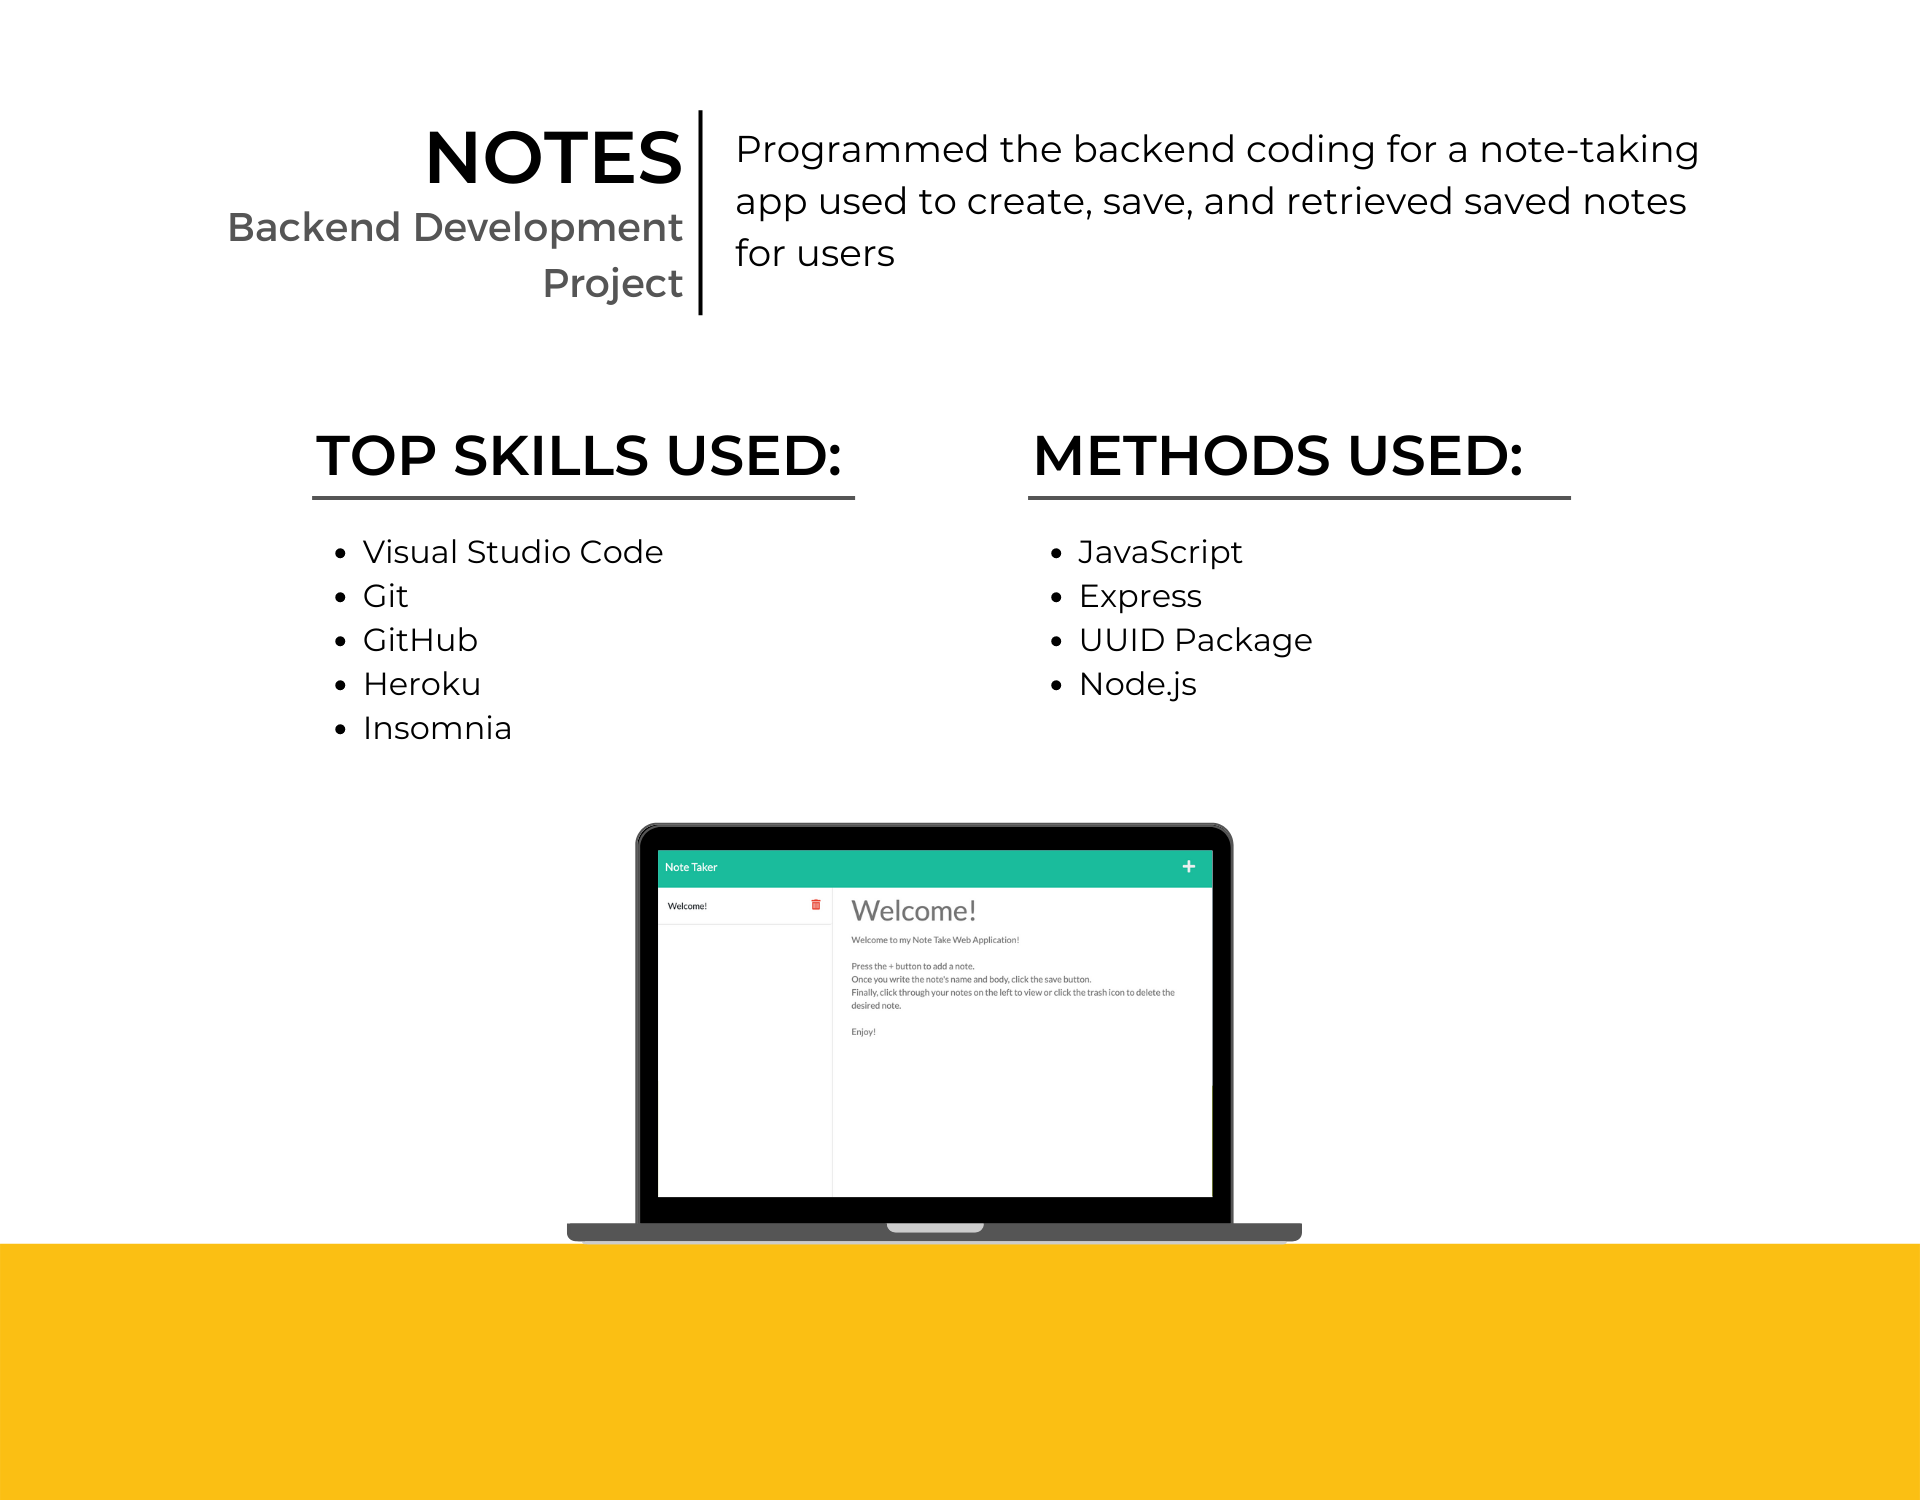 NOTES
Backend Development
Project
Programmed the backend coding for a note-taking
app used to create, save, and retrieved saved notes
for users
TOP SKILLS USED:
• Visual Studio Code
• Git
• GitHub
• Heroku
• Insomnia
METHODS USED:
• JavaScript
• Express
• UUID Package
• Node.js
Note Taker
+
Welcome!
Welcome!
Welcome to my Note Take Web Application!
Press the + button to add a note.
Once you write the note's name and body, click the save button.
Finally, click through your notes on the left to view or click the trash icon to delete the
desired note.
Enjoy!